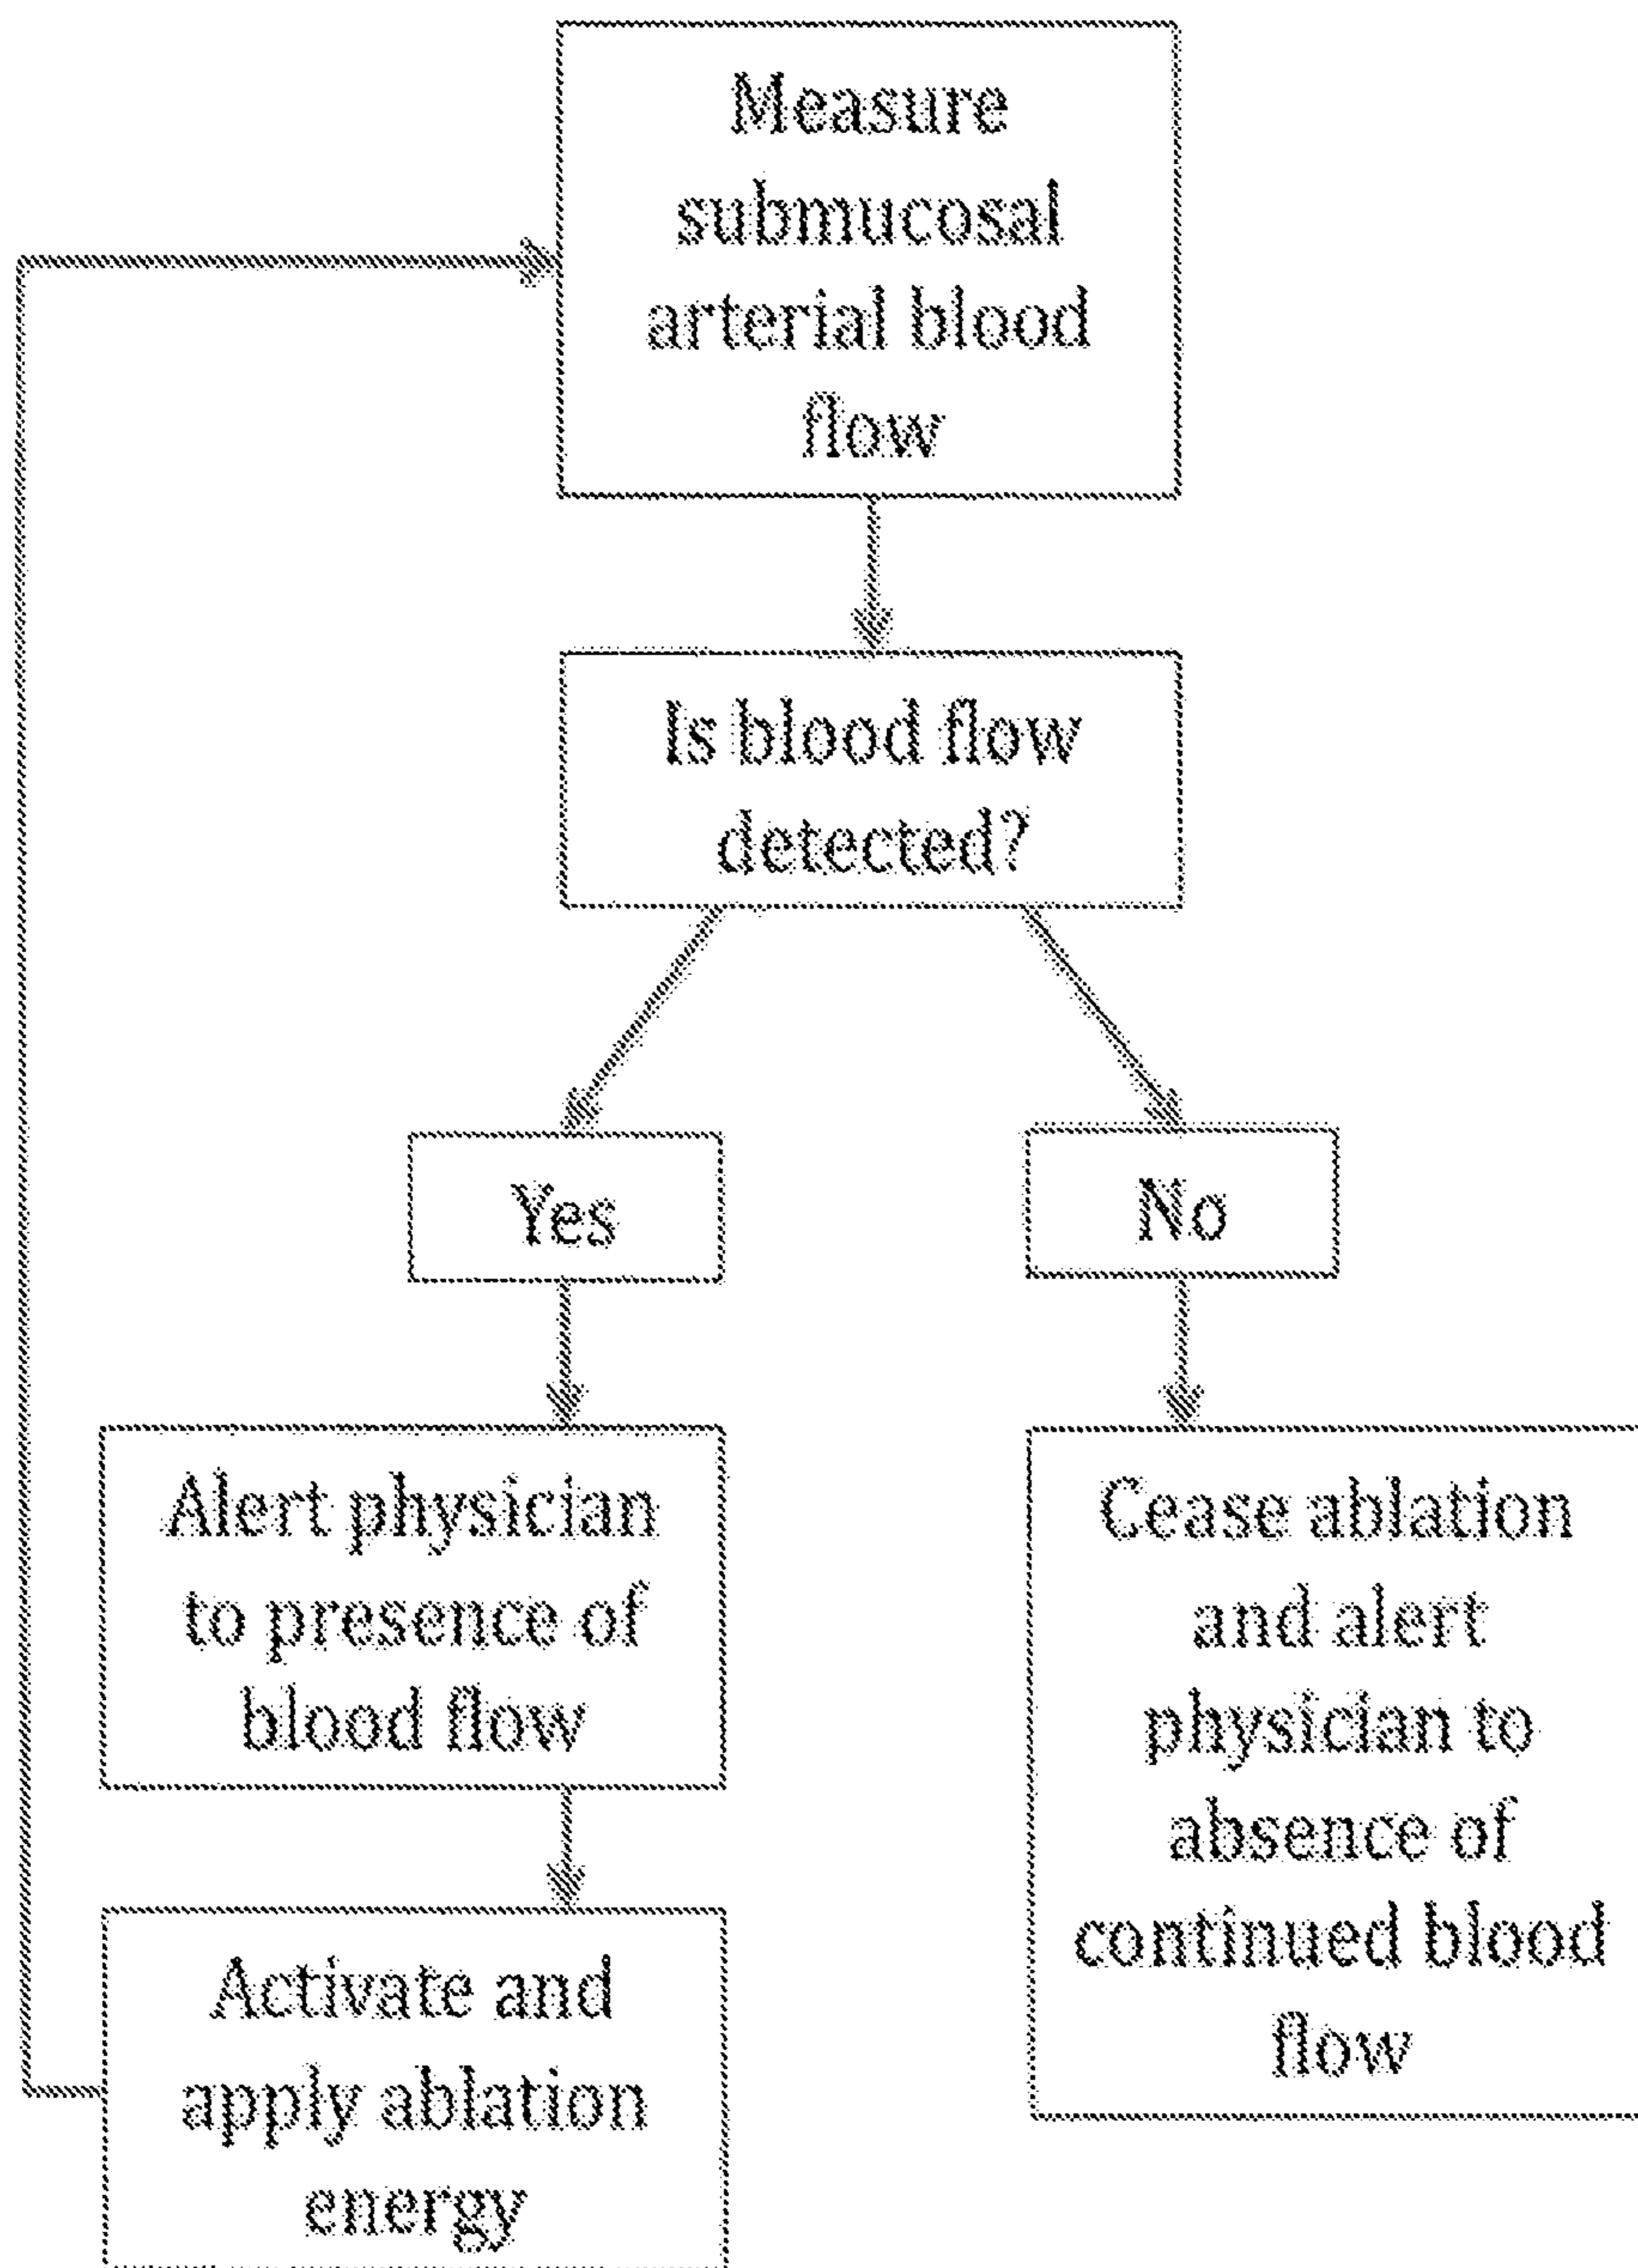 Measure
submucosal
arterial blood
flow
Is blood flow
detected?
Yes
No
Alert physician
to presence of
blood flow
Activate and
apply ablation
energy
Cease ablation
and alert
physician to
absence of
continued blood
flow